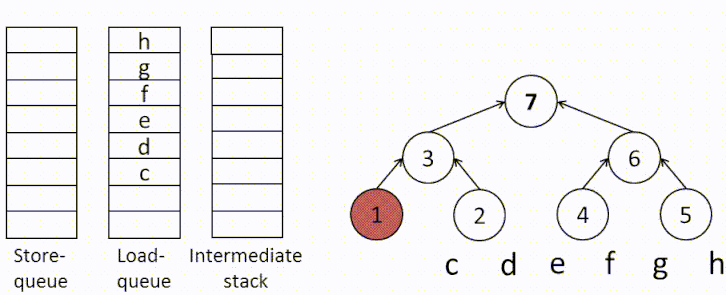 h
g
f
e
d
c
Store-
queue
Load-
queue
Intermediate
stack
7
3
6
1
2
4
5
c d e f g h